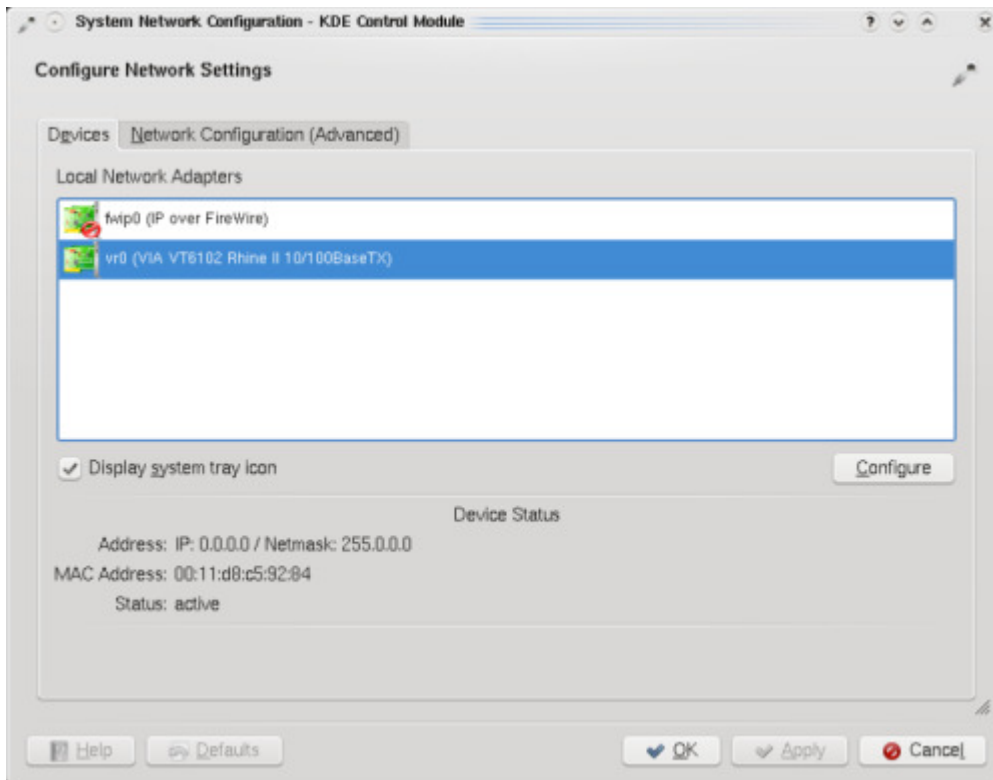 System Network Configuration - KDE Control Module
Configure Network Settings
Devices
Network Configuration (Advanced)
Local Network Adapters
fwip0 (IP over FireWire)
vr0 (VIA VT6102 Rhine II 10/100BaseTX)
Display system tray icon
Configure
Device Status
Address: IP: 0.0.0.0 / Netmask: 255.0.0.0
MAC Address: 00:11:d8:c5:92:84
Status: active
Help
Defaults
OK
Apply
Cancel